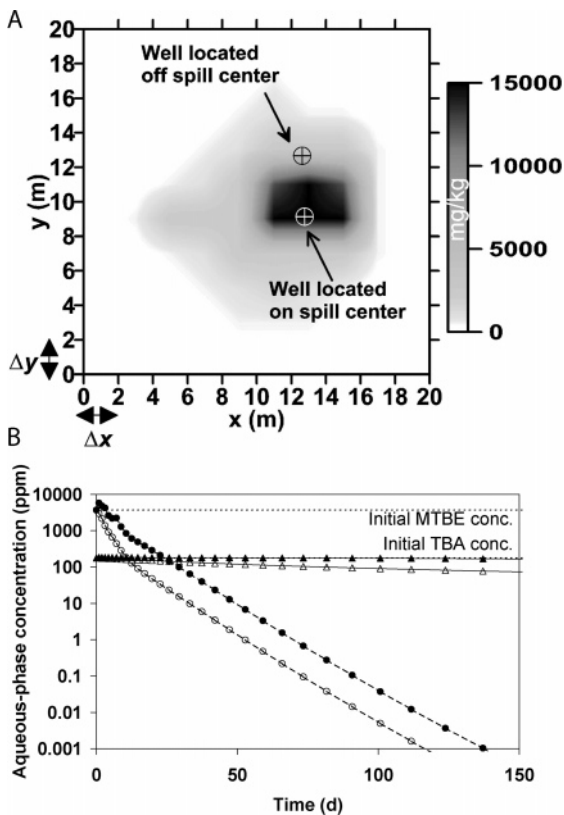 A
Well located
off spill center
Well located
on spill center
20
18
16
14
12
10
8
6
4
2
0
y (m)
Δy
0 2 4 6 8 10 12 14 16 18 20
x (m)
Δx
15000
10000
5000
0
mg/kg
B
Aqueous-phase concentration (ppm)
10000
1000
100
10
1
0.1
0.01
0.001
Initial MTBE conc.
Initial TBA conc.
0 50 100 150
Time (d)